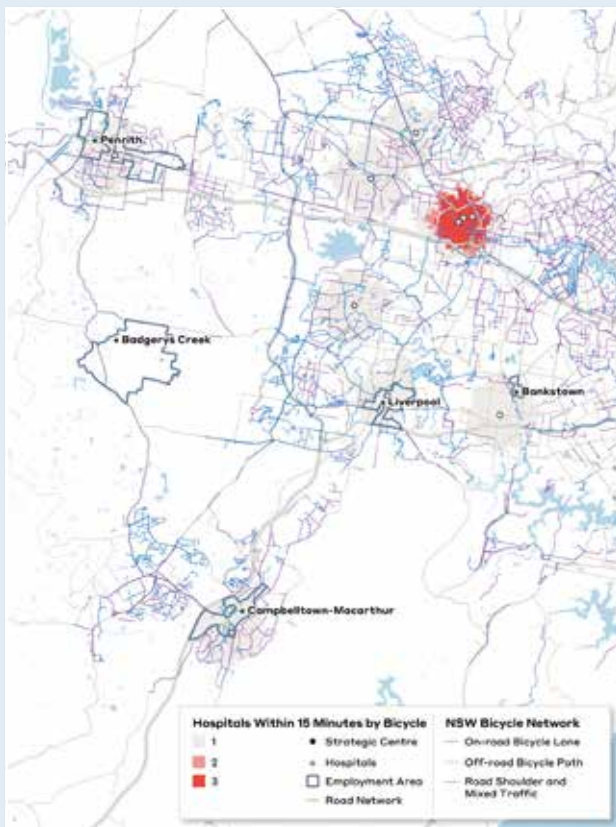 Penrith
Badgerys Creek
Liverpool
Bankstown
Campbelltown-Macarthur
Hospitals Within 15 Minutes by Bicycle
1
2
3
Strategic Centre
Hospitals
Employment Area
Road Network
NSW Bicycle Network
On-road Bicycle Lane
Off-road Bicycle Path
Road Shoulder and
Mixed Traffic